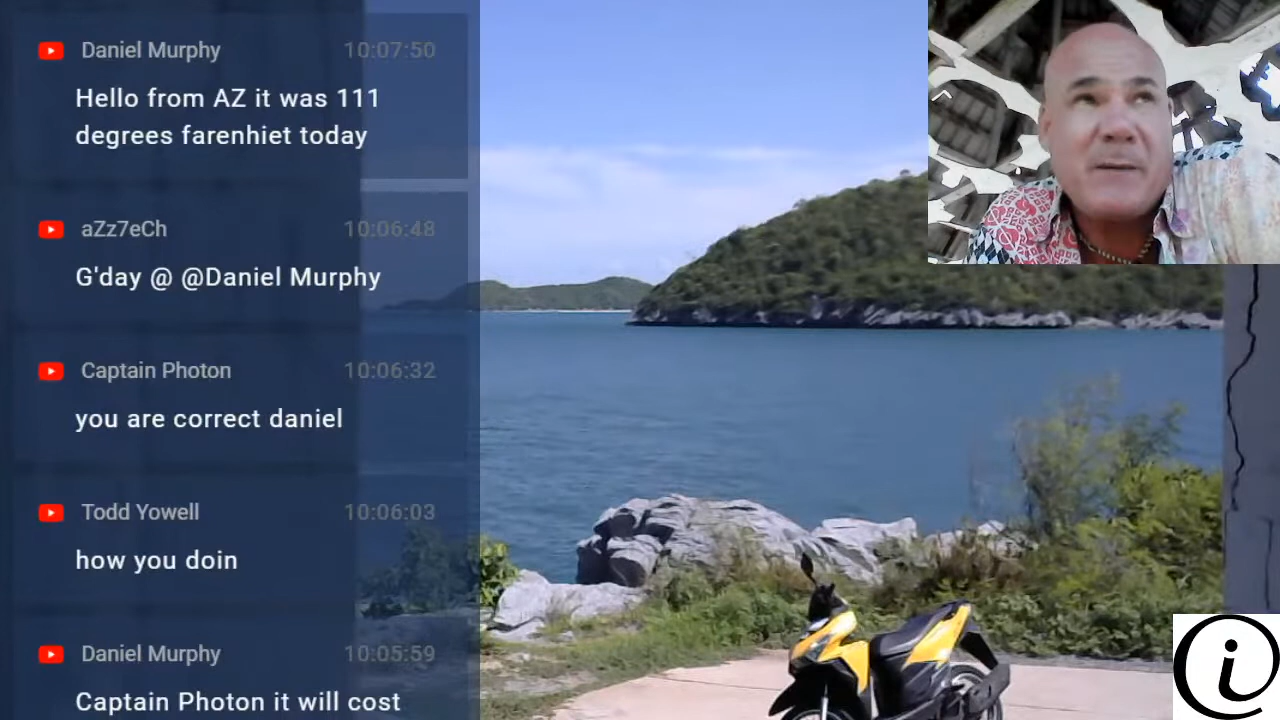 Daniel Murphy 10:07:50
Hello from AZ it was 111
degrees farenhiet today
aZz7eCh 10:06:48
G'day @ @Daniel Murphy
Captain Photon 10:06:32
you are correct daniel
Todd Yowell 10:06:03
how you doin
Daniel Murphy 10:05:59
Captain Photon it will cost
i